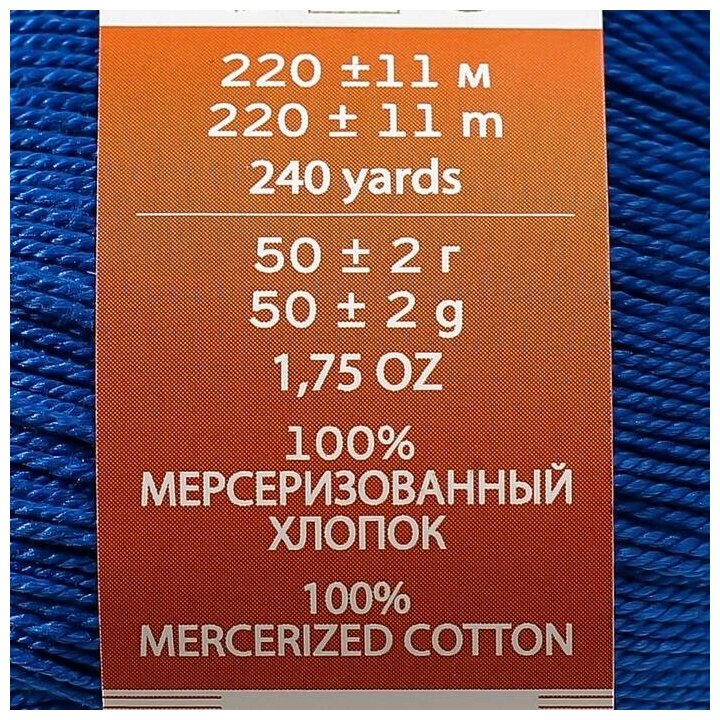 220 ±11 м
220 ± 11 m
240 yards
50 ± 2 г
50 ± 2 g
1,75 OZ
100%
МЕРСЕРИЗОВАННЫЙ
ХЛОПОК
100%
MERCERIZED COTTON